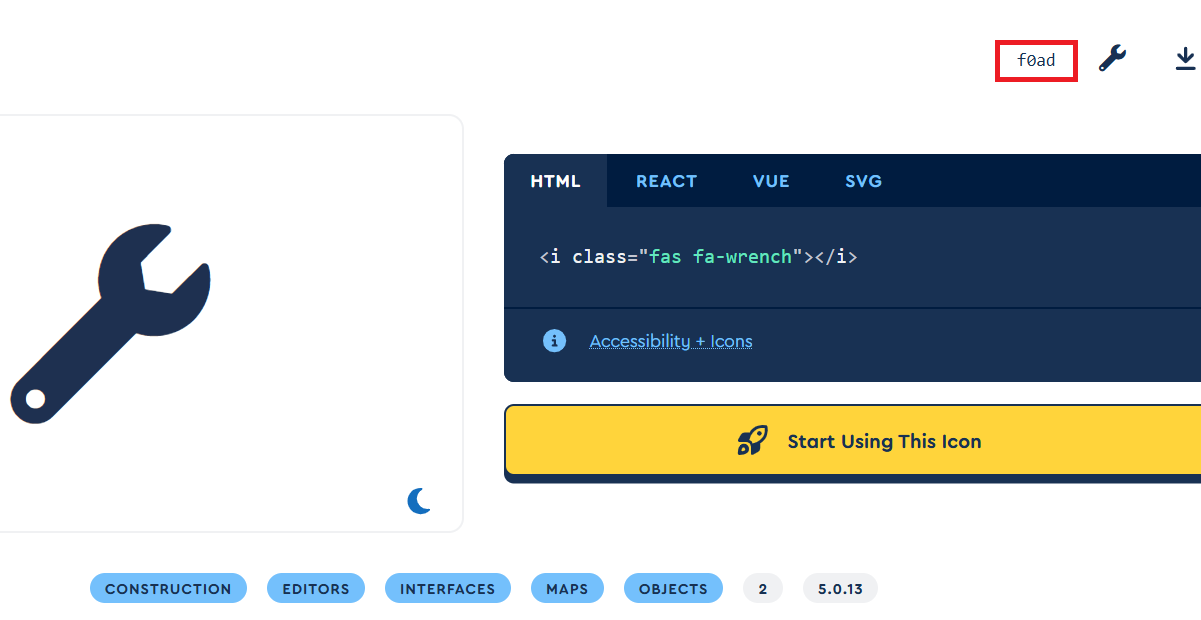 f0ad
HTML REACT VUE SVG
<i class="fas fa-wrench"></i>
Accessibility + Icons
Start Using This Icon
CONSTRUCTION EDITORS INTERFACES MAPS OBJECTS 2 5.0.13